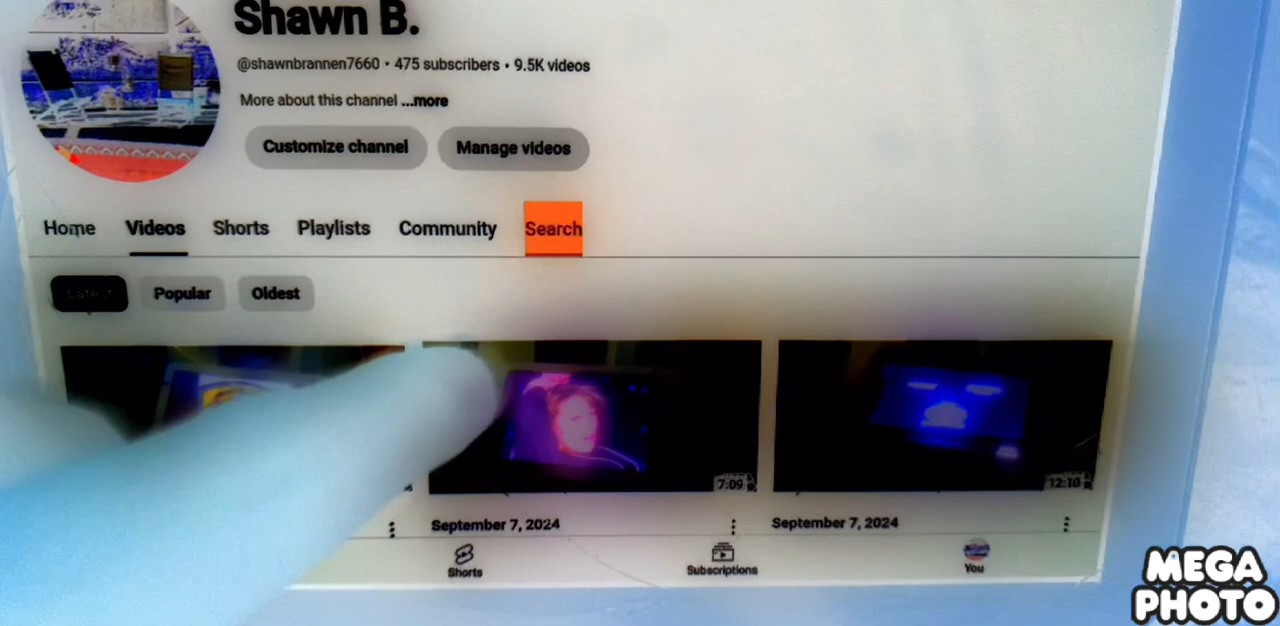 Shawn B.
@shawnbrannen7660 • 475 subscribers • 9.5K videos
More about this channel ...more
Customize channel
Manage videos
Home
Videos
Shorts
Playlists
Community
Search
Latest
Popular
Oldest
7:09
12:10
September 7, 2024
September 7, 2024
Shorts
Subscriptions
You
MEGA
PHOTO